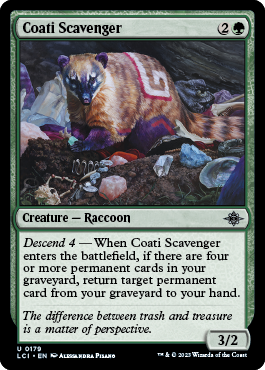 Coati Scavenger 2
Creature — Raccoon
Descend 4 — When Coati Scavenger
enters the battlefield, if there are four
or more permanent cards in your
graveyard, return target permanent
card from your graveyard to your hand.
The difference between trash and treasure
is a matter of perspective.
3/2
U 0179
LCI • EN Alessandra Pisano
™ & © 2023 Wizards of the Coast